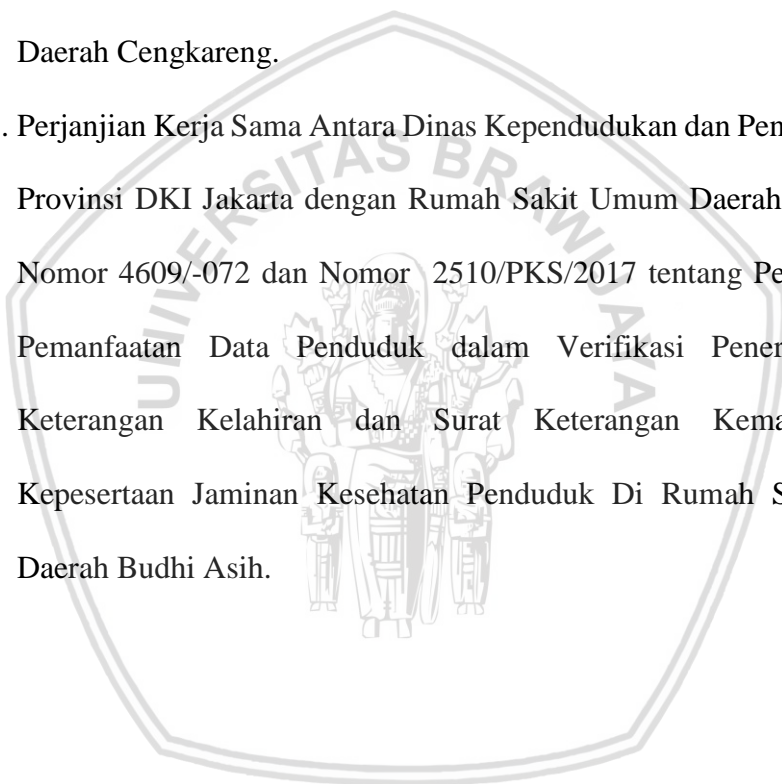 Daerah Cengkareng.
. Perjanjian Kerja Sama Antara Dinas Kependudukan dan Pen
Provinsi DKI Jakarta dengan Rumah Sakit Umum Daerah
Nomor 4609/-072 dan Nomor 2510/PKS/2017 tentang Pe
Pemanfaatan Data Penduduk dalam Verifikasi Pener
Keterangan Kelahiran dan Surat Keterangan Kema
Kepesertaan Jaminan Kesehatan Penduduk Di Rumah S
Daerah Budhi Asih.
UNIVERSITAS BRAWIJAYA